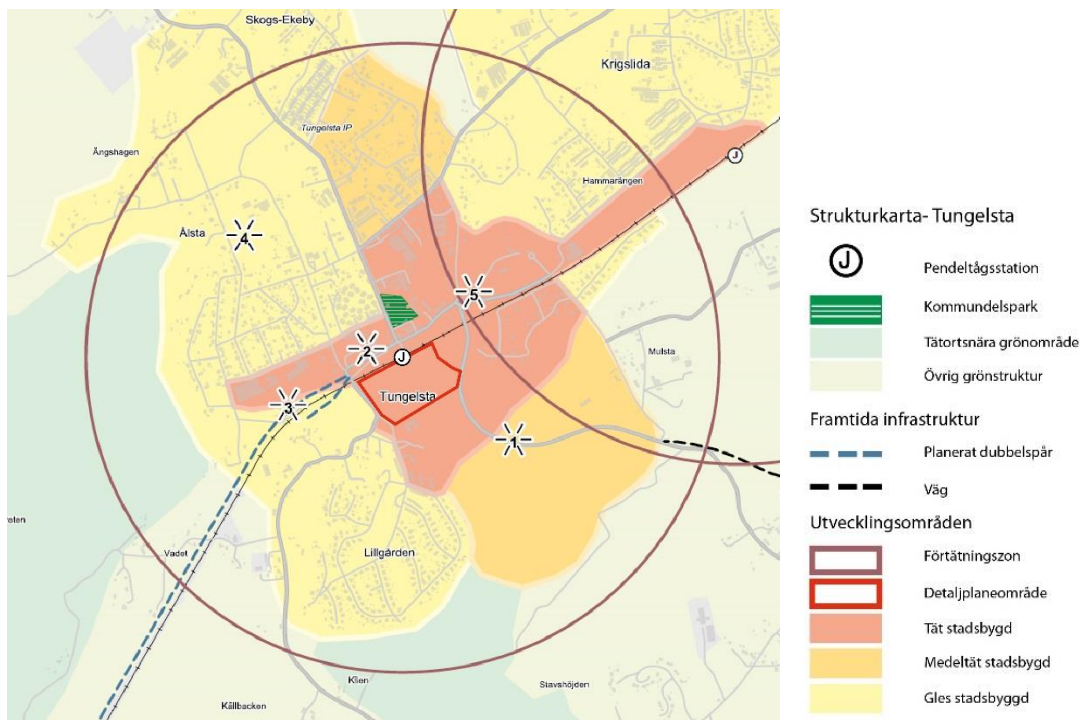 Skogs-Ekeby
Krigslida
Tungelsta IP
Ängshagen
J
Hammarängen
Ålsta
4
5
2
J
Mulsta
Tungelsta
3
1
reten
Vadet
Lillgården
Stavshöjden
Klen
Källbacken
Strukturkarta- Tungelsta
J
Pendeltågsstation
Kommundelspark
Tätortsnära grönområde
Övrig grönstruktur
Framtida infrastruktur
Planerat dubbelspår
Väg
Utvecklingsområden
Förtätningszon
Detaljplaneområde
Tät stadsbygd
Medeltät stadsbygd
Gles stadsbyggd